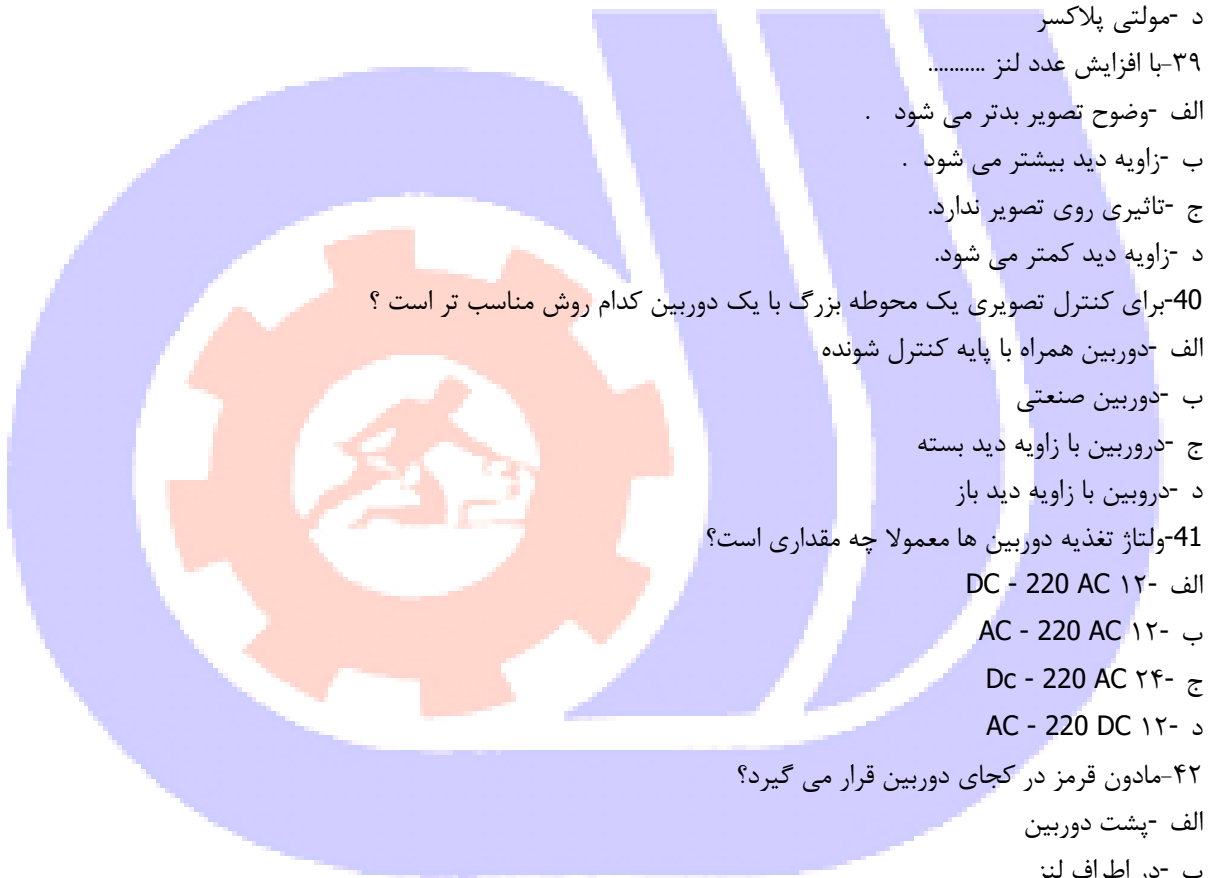 د -مولتی پلاکسر
۳۹-با افزایش عدد لنز ...........
الف -وضوح تصویر بدتر می شود .
ب -زاویه دید بیشتر می شود .
ج -تاثیری روی تصویر ندارد.
د -زاویه دید کمتر می شود.
40-برای کنترل تصویری یک محوطه بزرگ با یک دوربین کدام روش مناسب تر است ؟
الف -دوربین همراه با پایه کنترل شونده
ب -دوربین صنعتی
ج -دروربین با زاویه دید بسته
د -دروبین با زاویه دید باز
41-ولتاژ تغذیه دوربین ها معمولا چه مقداری است؟
الف -۱۲ DC - 220 AC
ب -۱۲ AC - 220 AC
ج -۲۴ Dc - 220 AC
د -۱۲ AC - 220 DC
۴۲-مادون قرمز در کجای دوربین قرار می گیرد؟
الف -پشت دوربین
ب -در اطراف لنز